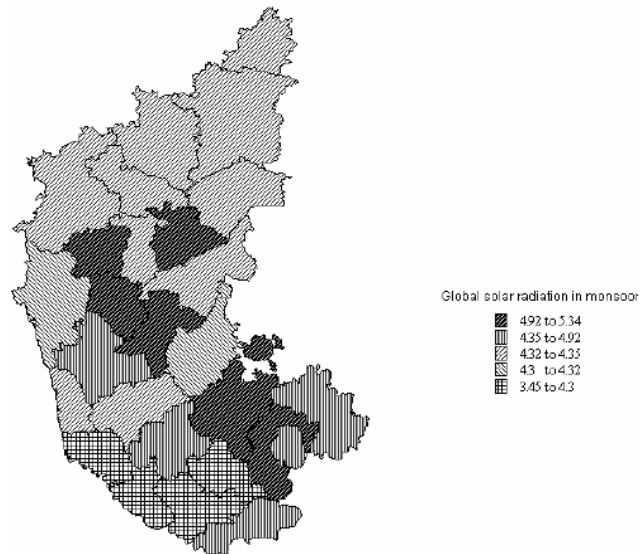 Global solar radiation in monsoon
4.92 to 5.34
4.35 to 4.92
4.32 to 4.35
4.3 to 4.32
3.45 to 4.3